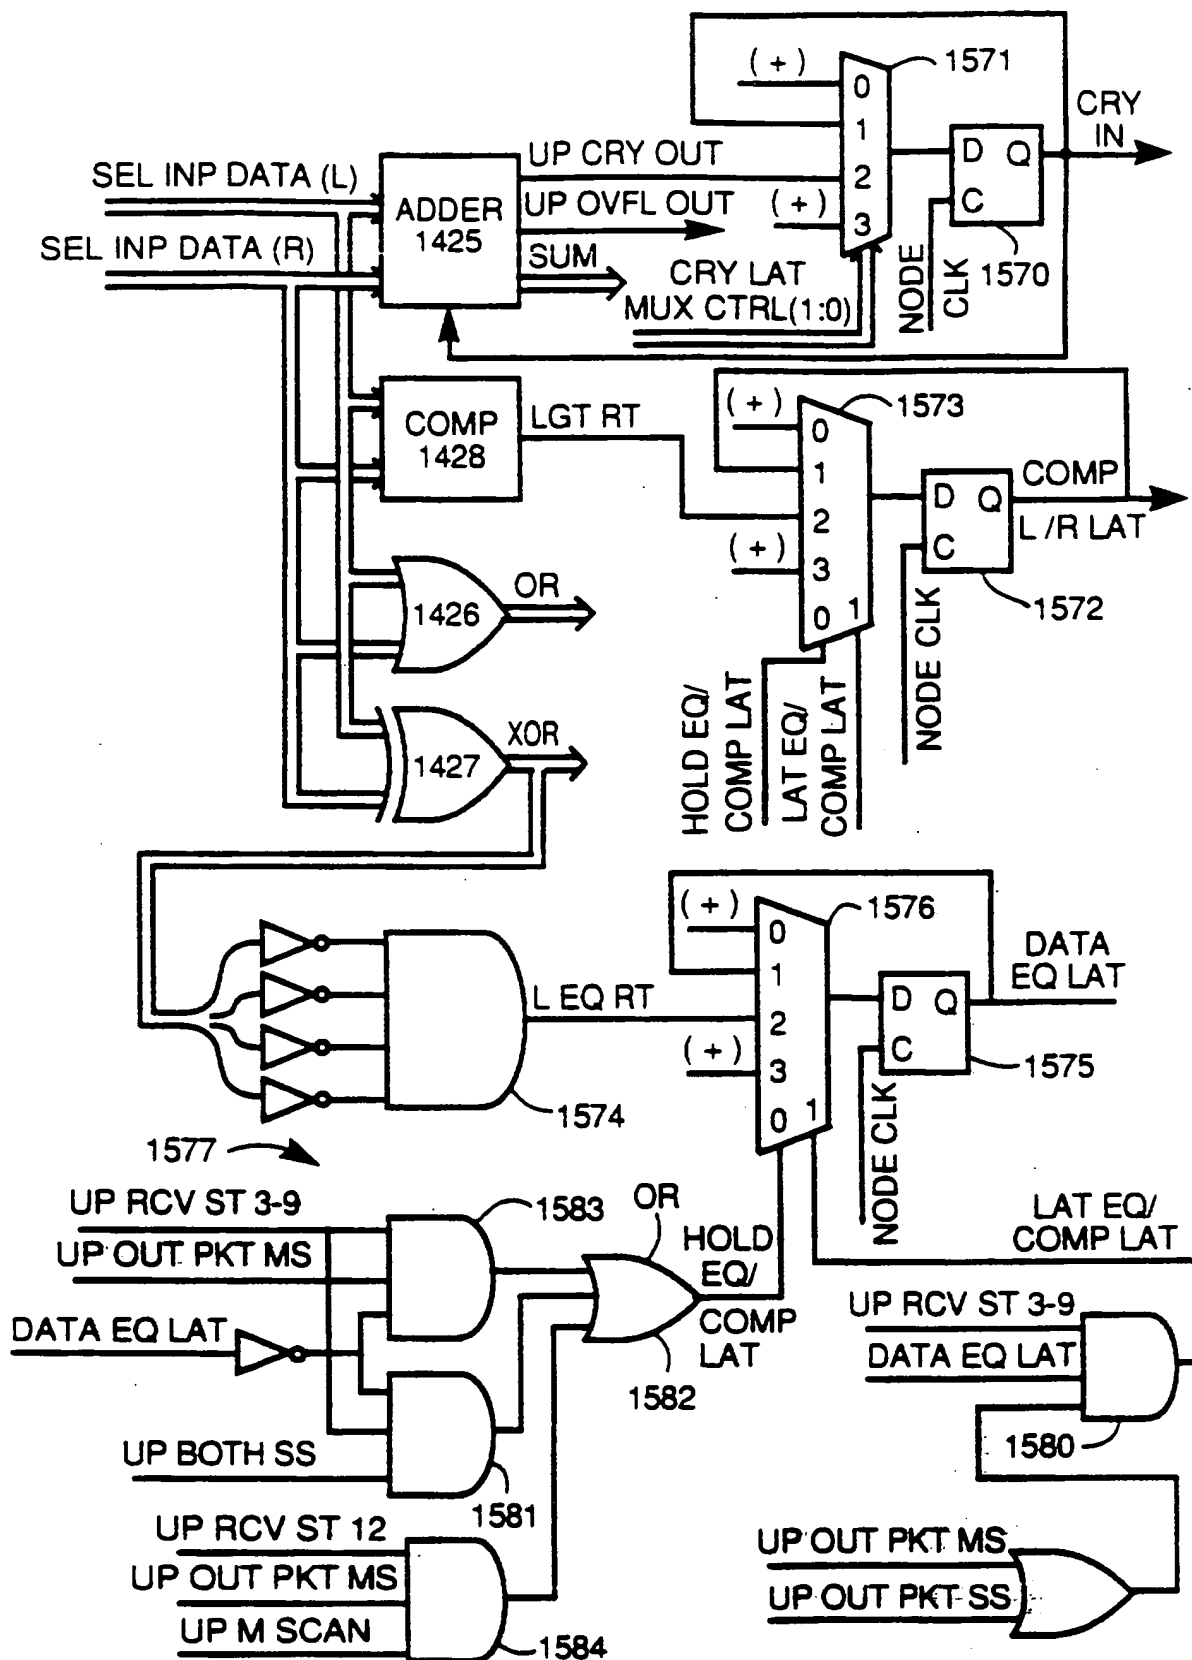 (+)
1571
0
1
2
3
D Q
C
CRY
IN
SEL INP DATA (L)
SEL INP DATA (R)
ADDER
1425
UP CRY OUT
UP OVFL OUT
SUM
(+)
CRY LAT
MUX CTRL(1:0)
NODE
CLK
1570
COMP
1428
LGT RT
(+)
1573
0
1
2
3
0 1
(+)
D Q
C
COMP
L /R LAT
1572
NODE CLK
HOLD EQ/
COMP LAT
LAT EQ/
COMP LAT
1426
OR
1427
XOR
(+)
1576
0
1
2
3
0 1
(+)
L EQ RT
D Q
C
DATA
EQ LAT
1575
NODE CLK
1574
1577
UP RCV ST 3-9
UP OUT PKT MS
DATA EQ LAT
UP BOTH SS
UP RCV ST 12
UP OUT PKT MS
UP M SCAN
1583
1581
1584
OR
1582
HOLD
EQ/
COMP
LAT
LAT EQ/
COMP LAT
UP RCV ST 3-9
DATA EQ LAT
1580
UP OUT PKT MS
UP OUT PKT SS